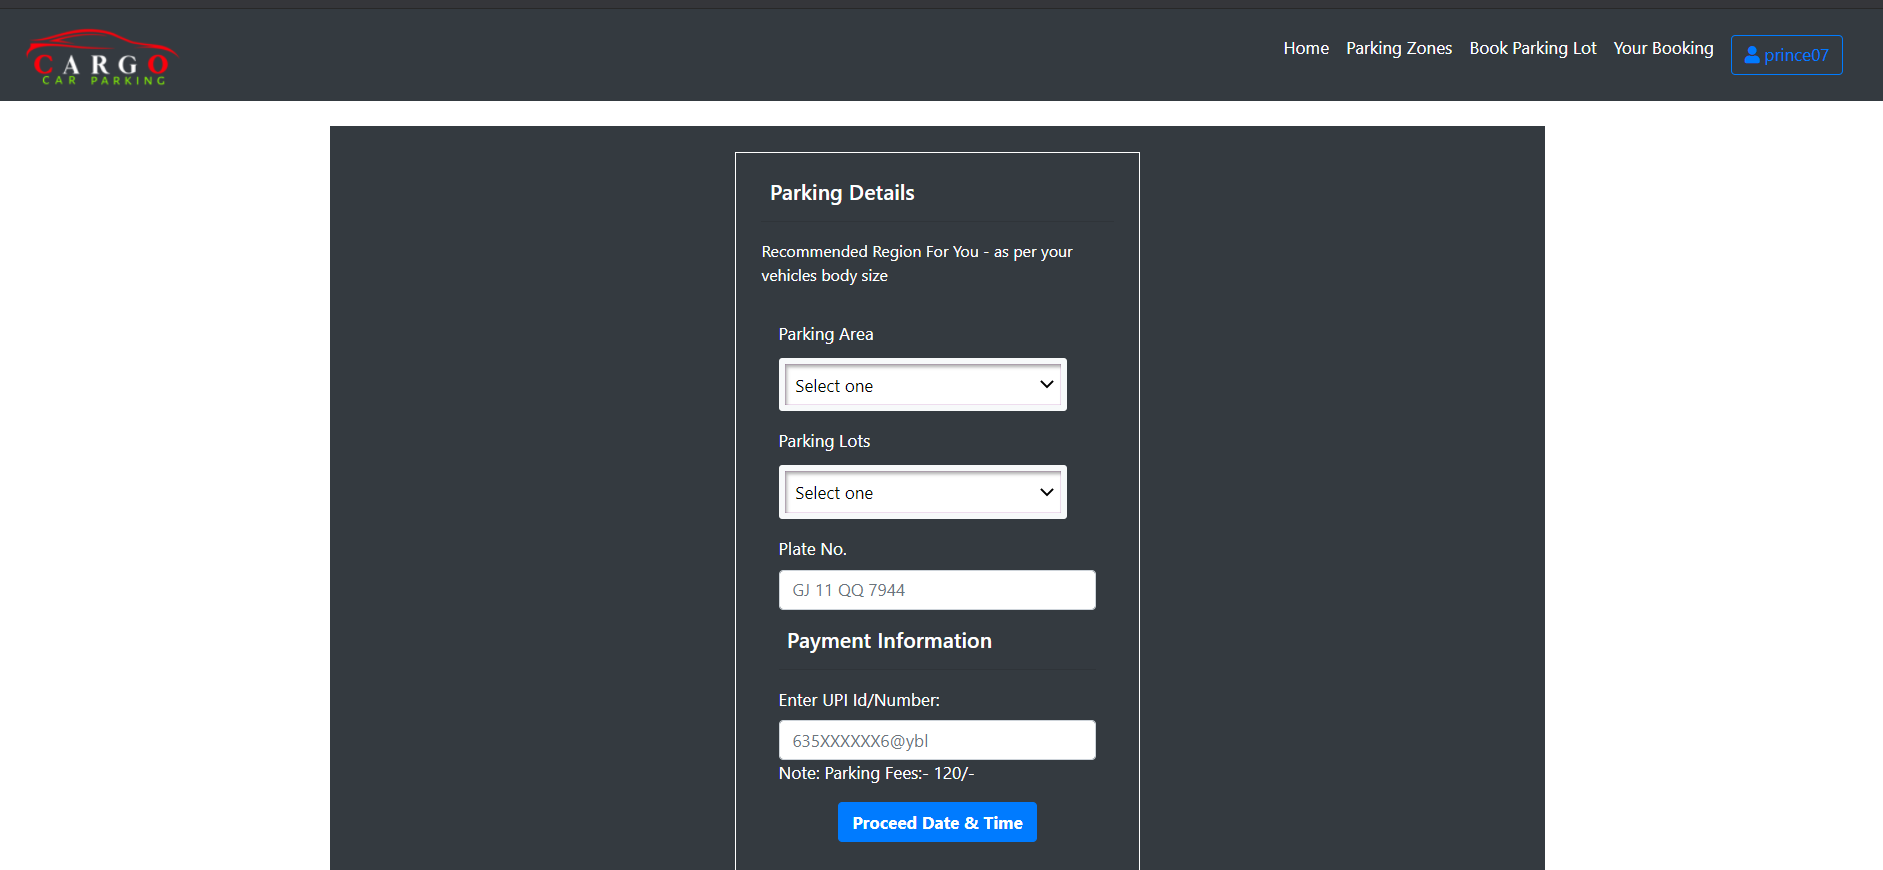 CARGO
CAR PARKING
Home Parking Zones Book Parking Lot Your Booking prince07
Parking Details
Recommended Region For You - as per your
vehicles body size
Parking Area
Select one
Parking Lots
Select one
Plate No.
GJ 11 QQ 7944
Payment Information
Enter UPI Id/Number:
635XXXXXX6@ybl
Note: Parking Fees:- 120/-
Proceed Date & Time